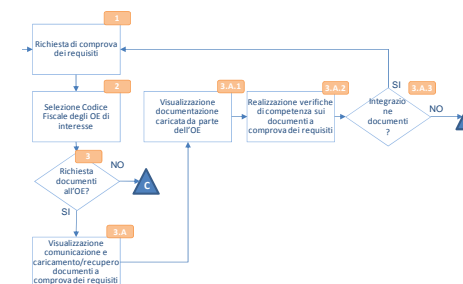 1
Richiesta di comprova
dei requisiti
2
Selezione Codice
Fiscale degli OE di
interesse
3
Richiesta
documenti
all'OE?
NO
C
SI
3.A
Visualizzazione
comunicazione e
caricamento/recupero
documenti a
comprova dei requisiti
3.A.1
Visualizzazione
documentazione
caricata da parte
dell'OE
3.A.2
Realizzazione verifiche
di competenza sui
documenti a
comprova dei requisiti
SI
3.A.3
Integrazio
ne
documenti
?
NO